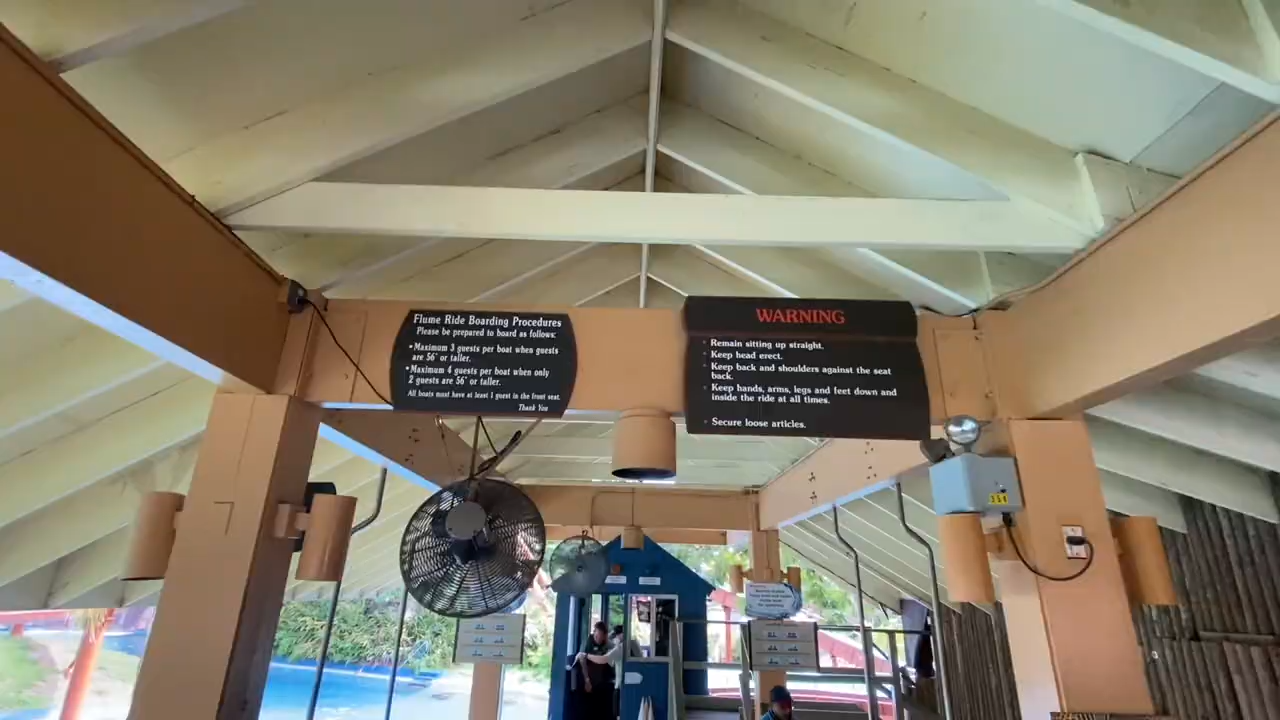 Flume Ride Boarding Procedures
Please be prepared to board as follows:
•Maximum 3 guests per boat when guests
are 56" or taller.
•Maximum 4 guests per boat when only
2 guests are 56" or taller.
All boats must have at least 1 guest in the front seat.
Thank You
WARNING
• Remain sitting up straight.
• Keep head erect.
• Keep back and shoulders against the seat
back.
• Keep hands, arms, legs and feet down and
inside the ride at all times.
• Secure loose articles.